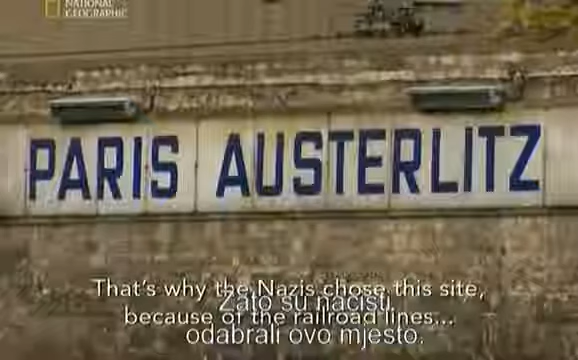 NATIONAL
GEOGRAPHIC
PARIS AUSTERLITZ
That's why the Nazis chose this site,
because of the railroad lines...
Zato su nacisti
odabrali ovo mjesto.